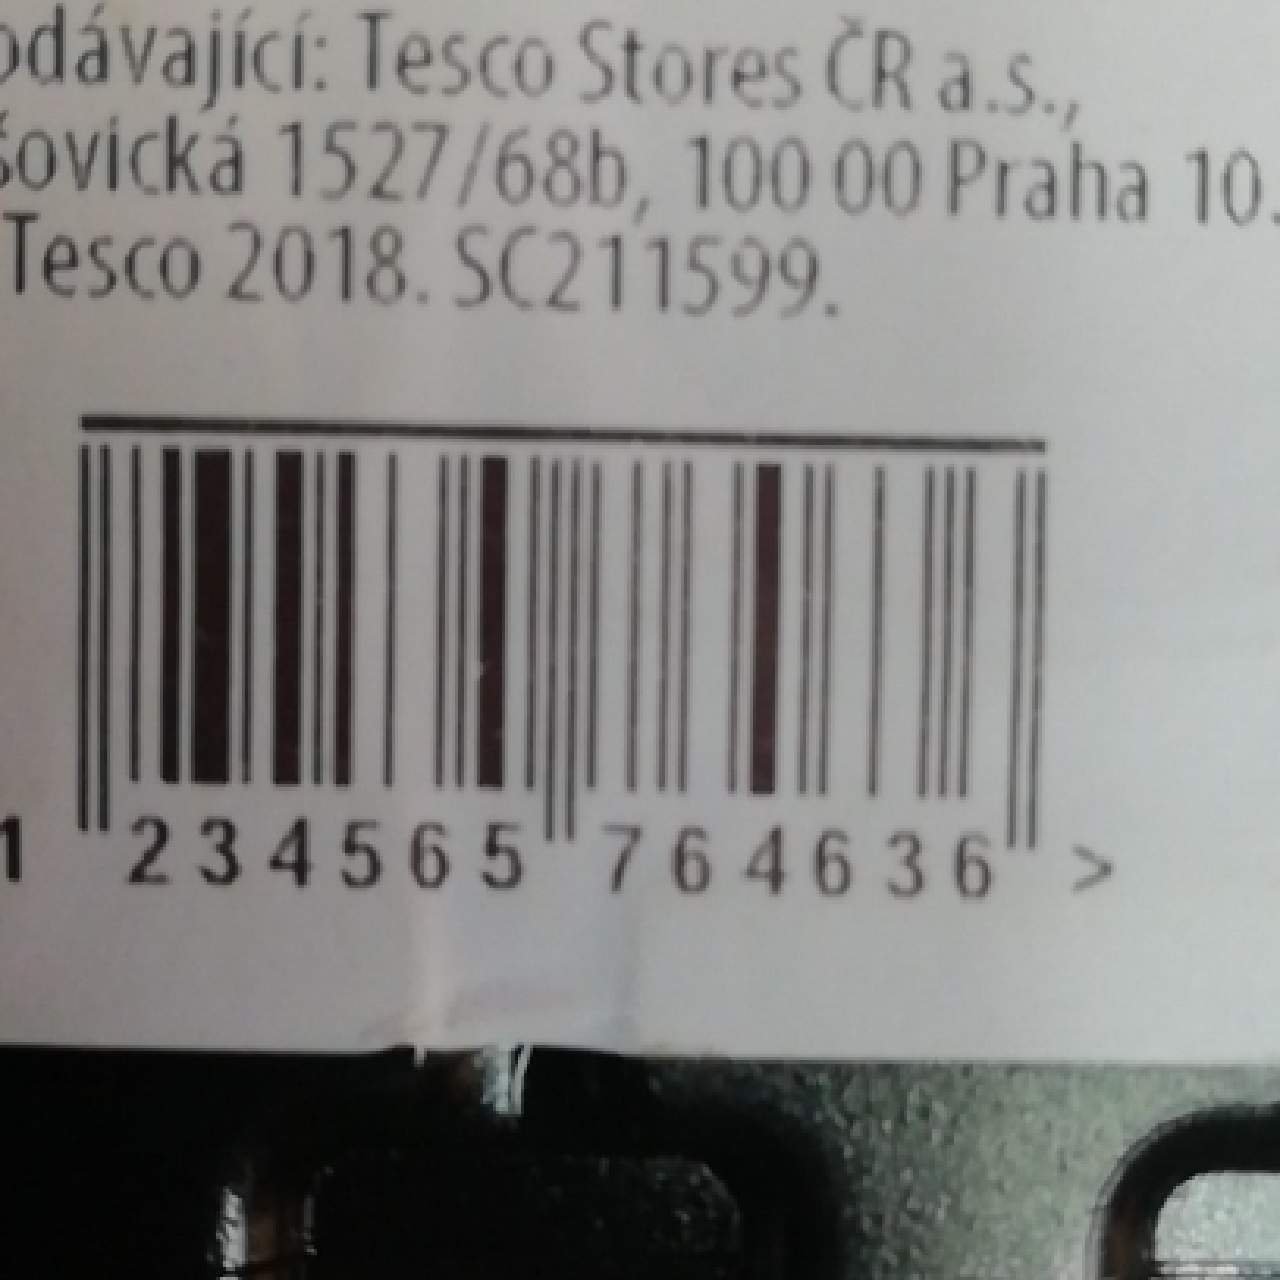 odávající: Tesco Stores ČR a.s.,
šovická 1527/68b, 100 00 Praha 10.
Tesco 2018. SC211599.
1 234565 764636 >